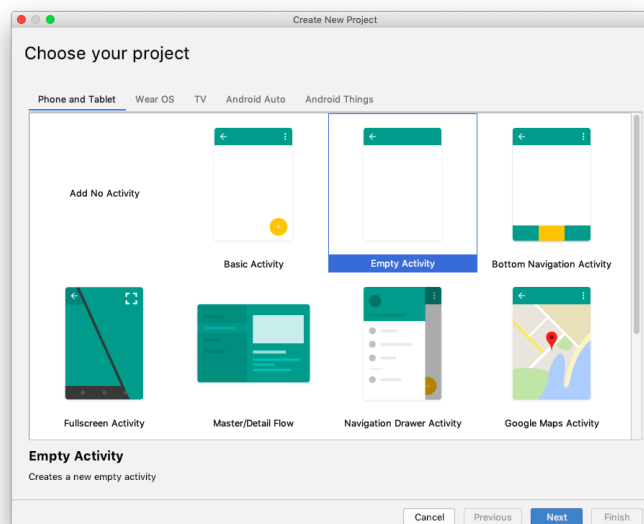 Create New Project
Choose your project
Phone and Tablet Wear OS TV Android Auto Android Things
Add No Activity
Basic Activity Empty Activity Bottom Navigation Activity
Fullscreen Activity Master/Detail Flow Navigation Drawer Activity Google Maps Activity
Empty Activity
Creates a new empty activity
Cancel Previous Next Finish